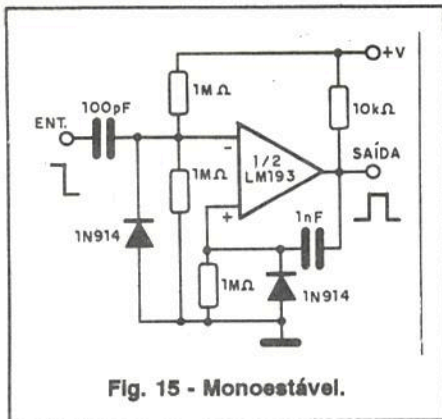 +V
1MΩ
100pF
10kΩ
ENT.
-
1/2
LM193
SAÍDA
1MΩ
+
1nF
1N914
1MΩ
1N914
Fig. 15 - Monoestável.